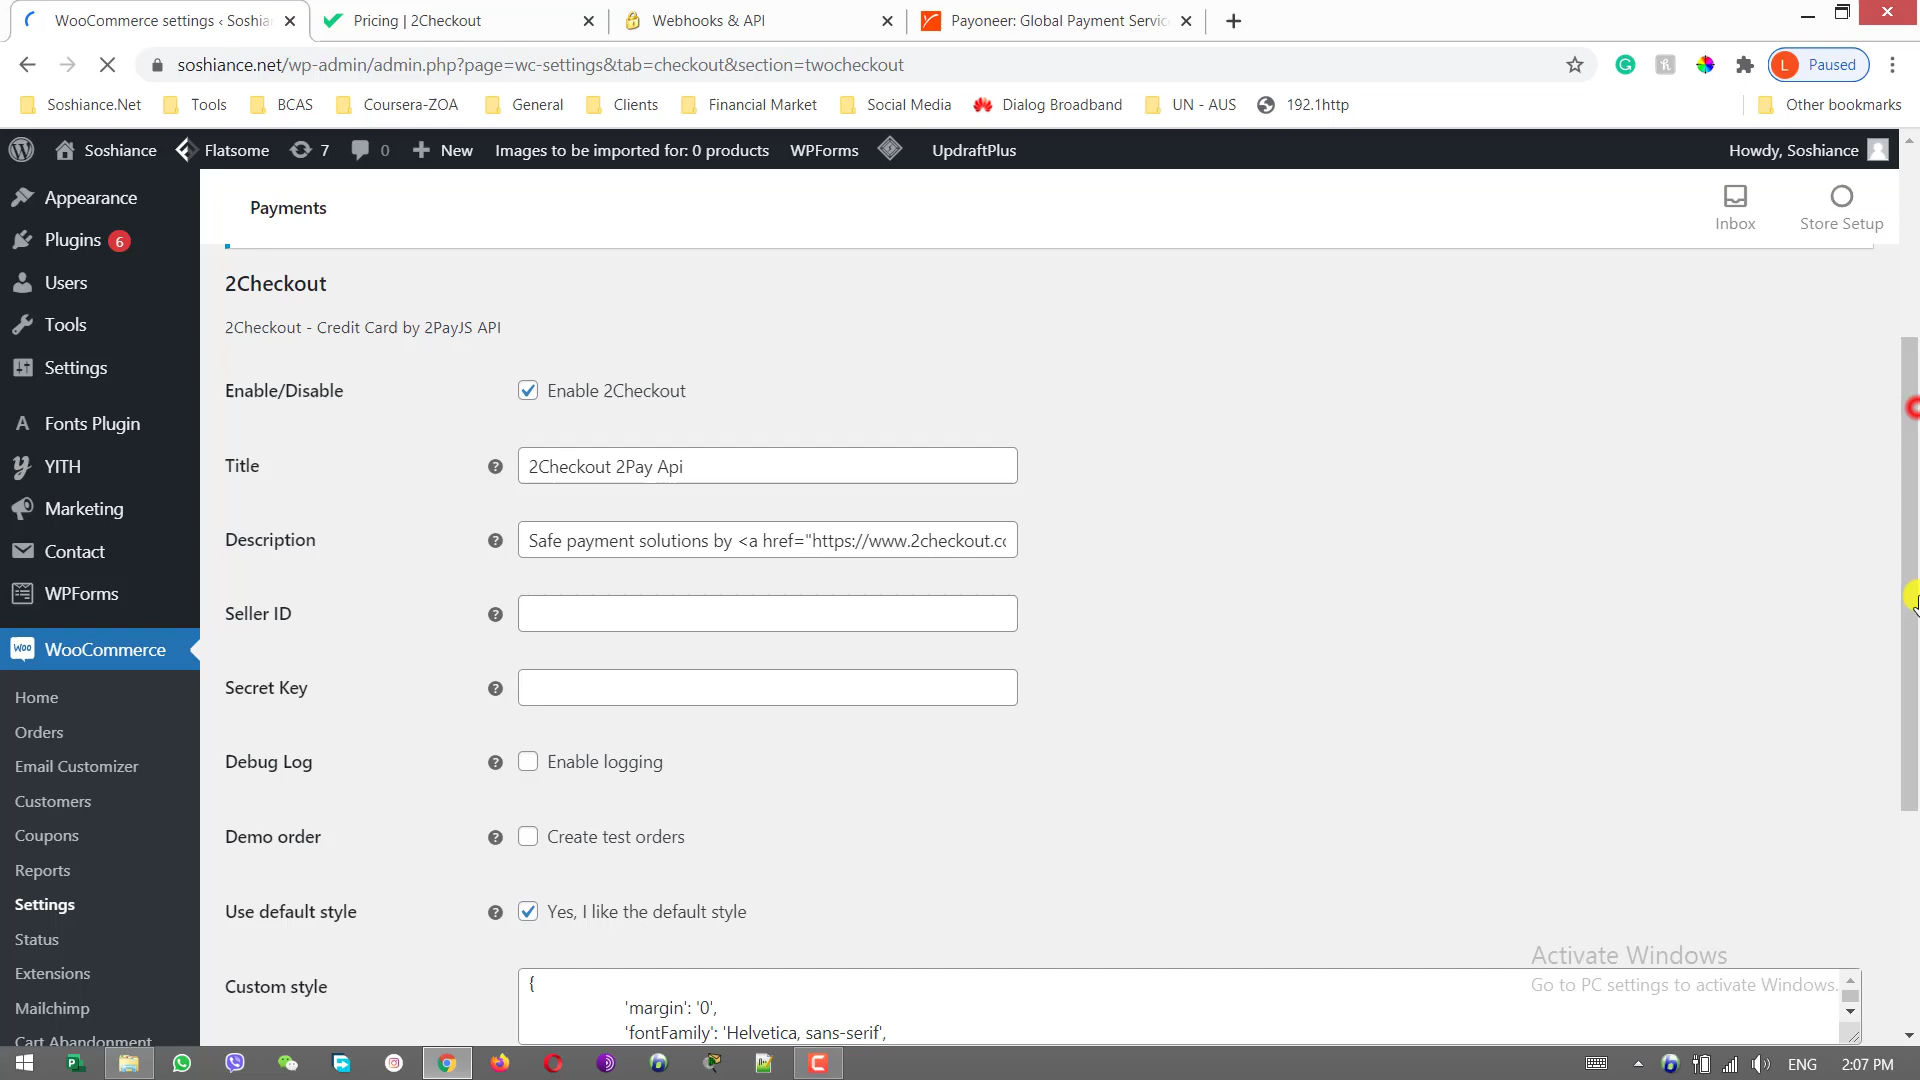 WooCommerce settings ‹ Soshian
Pricing | 2Checkout
Webhooks & API
Payoneer: Global Payment Servic
soshiance.net/wp-admin/admin.php?page=wc-settings&tab=checkout&section=twocheckout
L Paused
Soshiance.Net
Tools
BCAS
Coursera-ZOA
General
Clients
Financial Market
Social Media
Dialog Broadband
UN - AUS
192.1http
Other bookmarks
Soshiance
Flatsome
7
0
New
Images to be imported for: 0 products
WPForms
UpdraftPlus
Howdy, Soshiance
Appearance
Plugins 6
Users
Tools
Settings
Fonts Plugin
YITH
Marketing
Contact
WPForms
WooCommerce
Home
Orders
Email Customizer
Customers
Coupons
Reports
Settings
Status
Extensions
Mailchimp
Cart Abandonment
Payments
Inbox
Store Setup
2Checkout
2Checkout - Credit Card by 2PayJS API
Enable/Disable
Enable 2Checkout
Title
2Checkout 2Pay Api
Description
Safe payment solutions by <a href="https://www.2checkout.cc
Seller ID
Secret Key
Debug Log
Enable logging
Demo order
Create test orders
Use default style
Yes, I like the default style
Custom style
{
'margin': '0',
'fontFamily': 'Helvetica, sans-serif',
Activate Windows
Go to PC settings to activate Windows.
ENG
2:07 PM